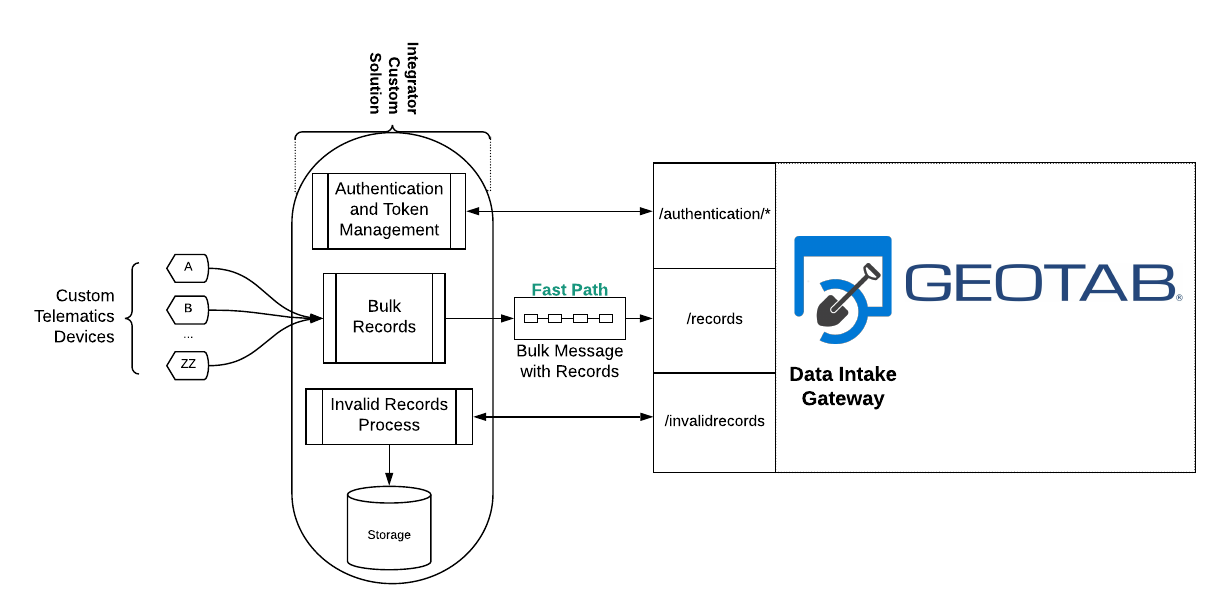 Integrator
Custom
Solution
Authentication
and Token
Management
/authentication/*
Custom
Telematics
Devices
A
B
...
ZZ
Bulk
Records
Fast Path
Bulk Message
with Records
/records
Invalid Records
Process
/invalidrecords
Storage
GEOTAB®
Data Intake
Gateway